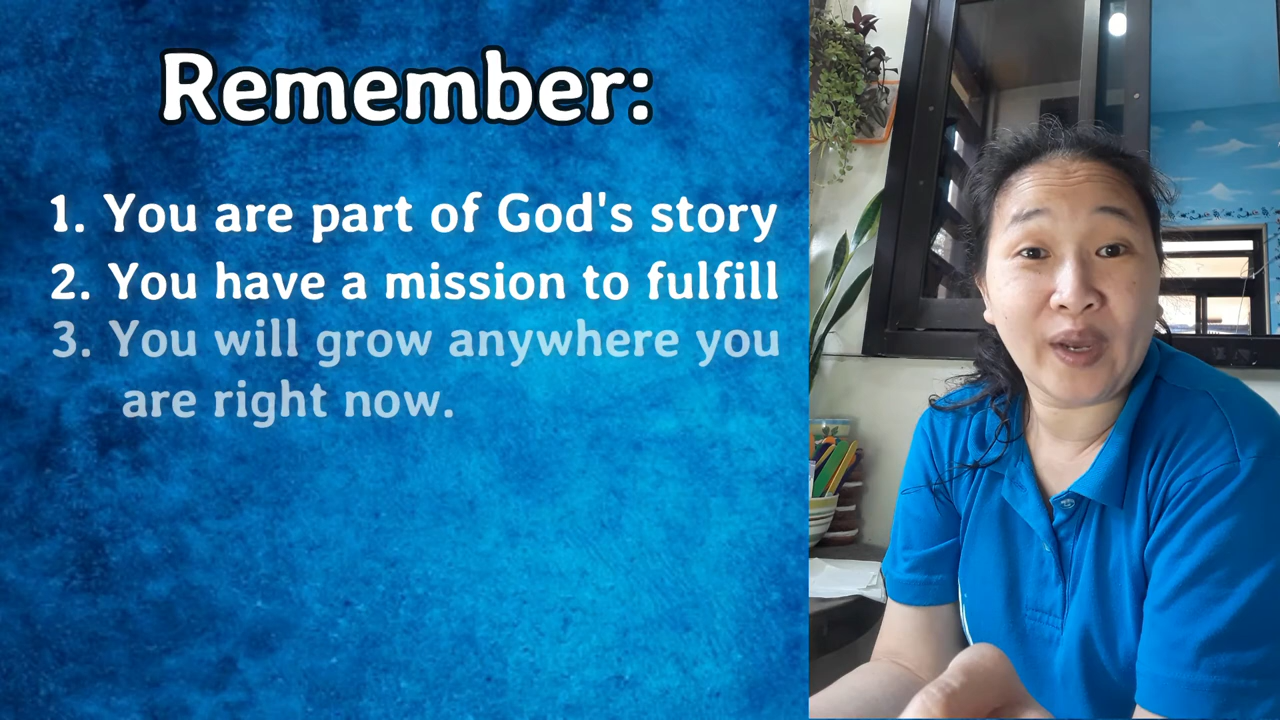 Remember:
1. You are part of God's story
2. You have a mission to fulfill
3. You will grow anywhere you
are right now.